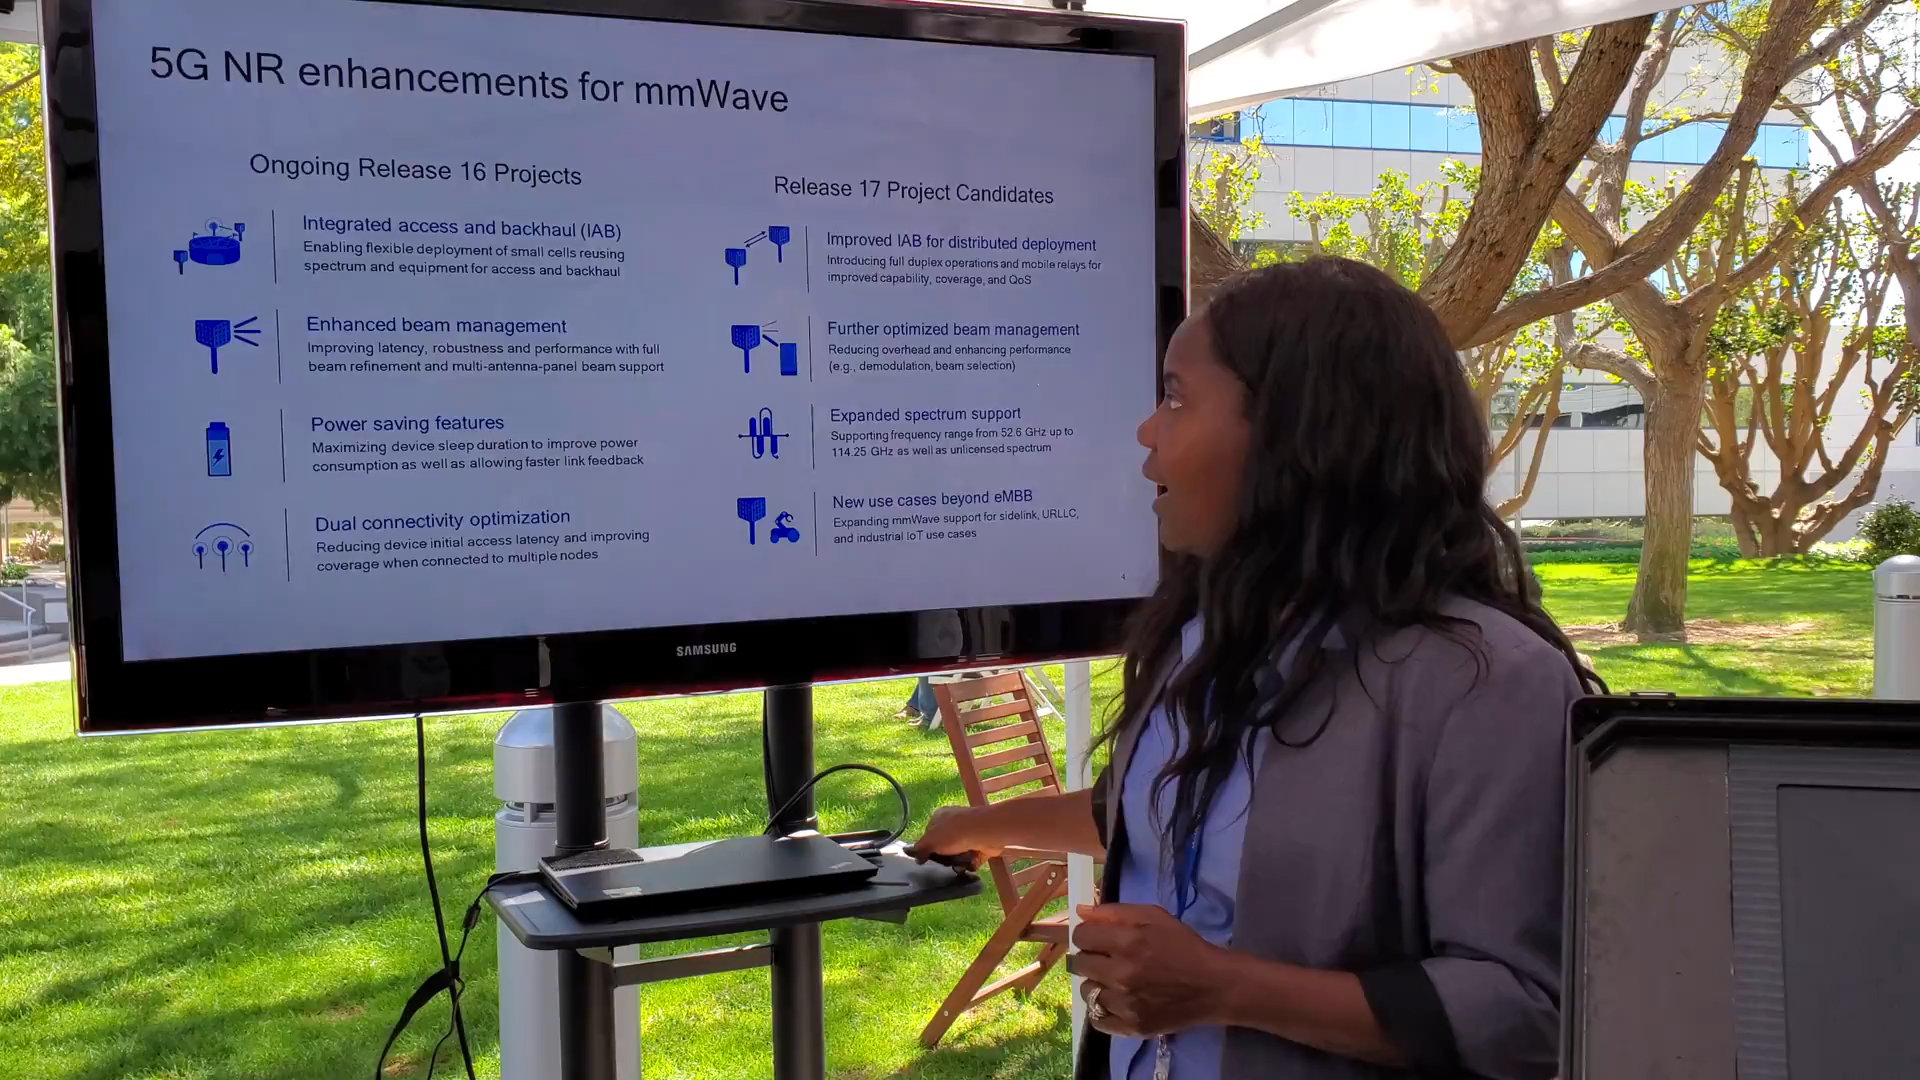 5G NR enhancements for mmWave
Ongoing Release 16 Projects
Integrated access and backhaul (IAB)
Enabling flexible deployment of small cells reusing
spectrum and equipment for access and backhaul
Enhanced beam management
Improving latency, robustness and performance with full
beam refinement and multi-antenna-panel beam support
Power saving features
Maximizing device sleep duration to improve power
consumption as well as allowing faster link feedback
Dual connectivity optimization
Reducing device initial access latency and improving
coverage when connected to multiple nodes
Release 17 Project Candidates
Improved IAB for distributed deployment
Introducing full duplex operations and mobile relays for
improved capability, coverage, and QoS
Further optimized beam management
Reducing overhead and enhancing performance
(e.g., demodulation, beam selection)
Expanded spectrum support
Supporting frequency range from 52.6 GHz up to
114.25 GHz as well as unlicensed spectrum
New use cases beyond eMBB
Expanding mmWave support for sidelink, URLLC,
and industrial IoT use cases
4
SAMSUNG